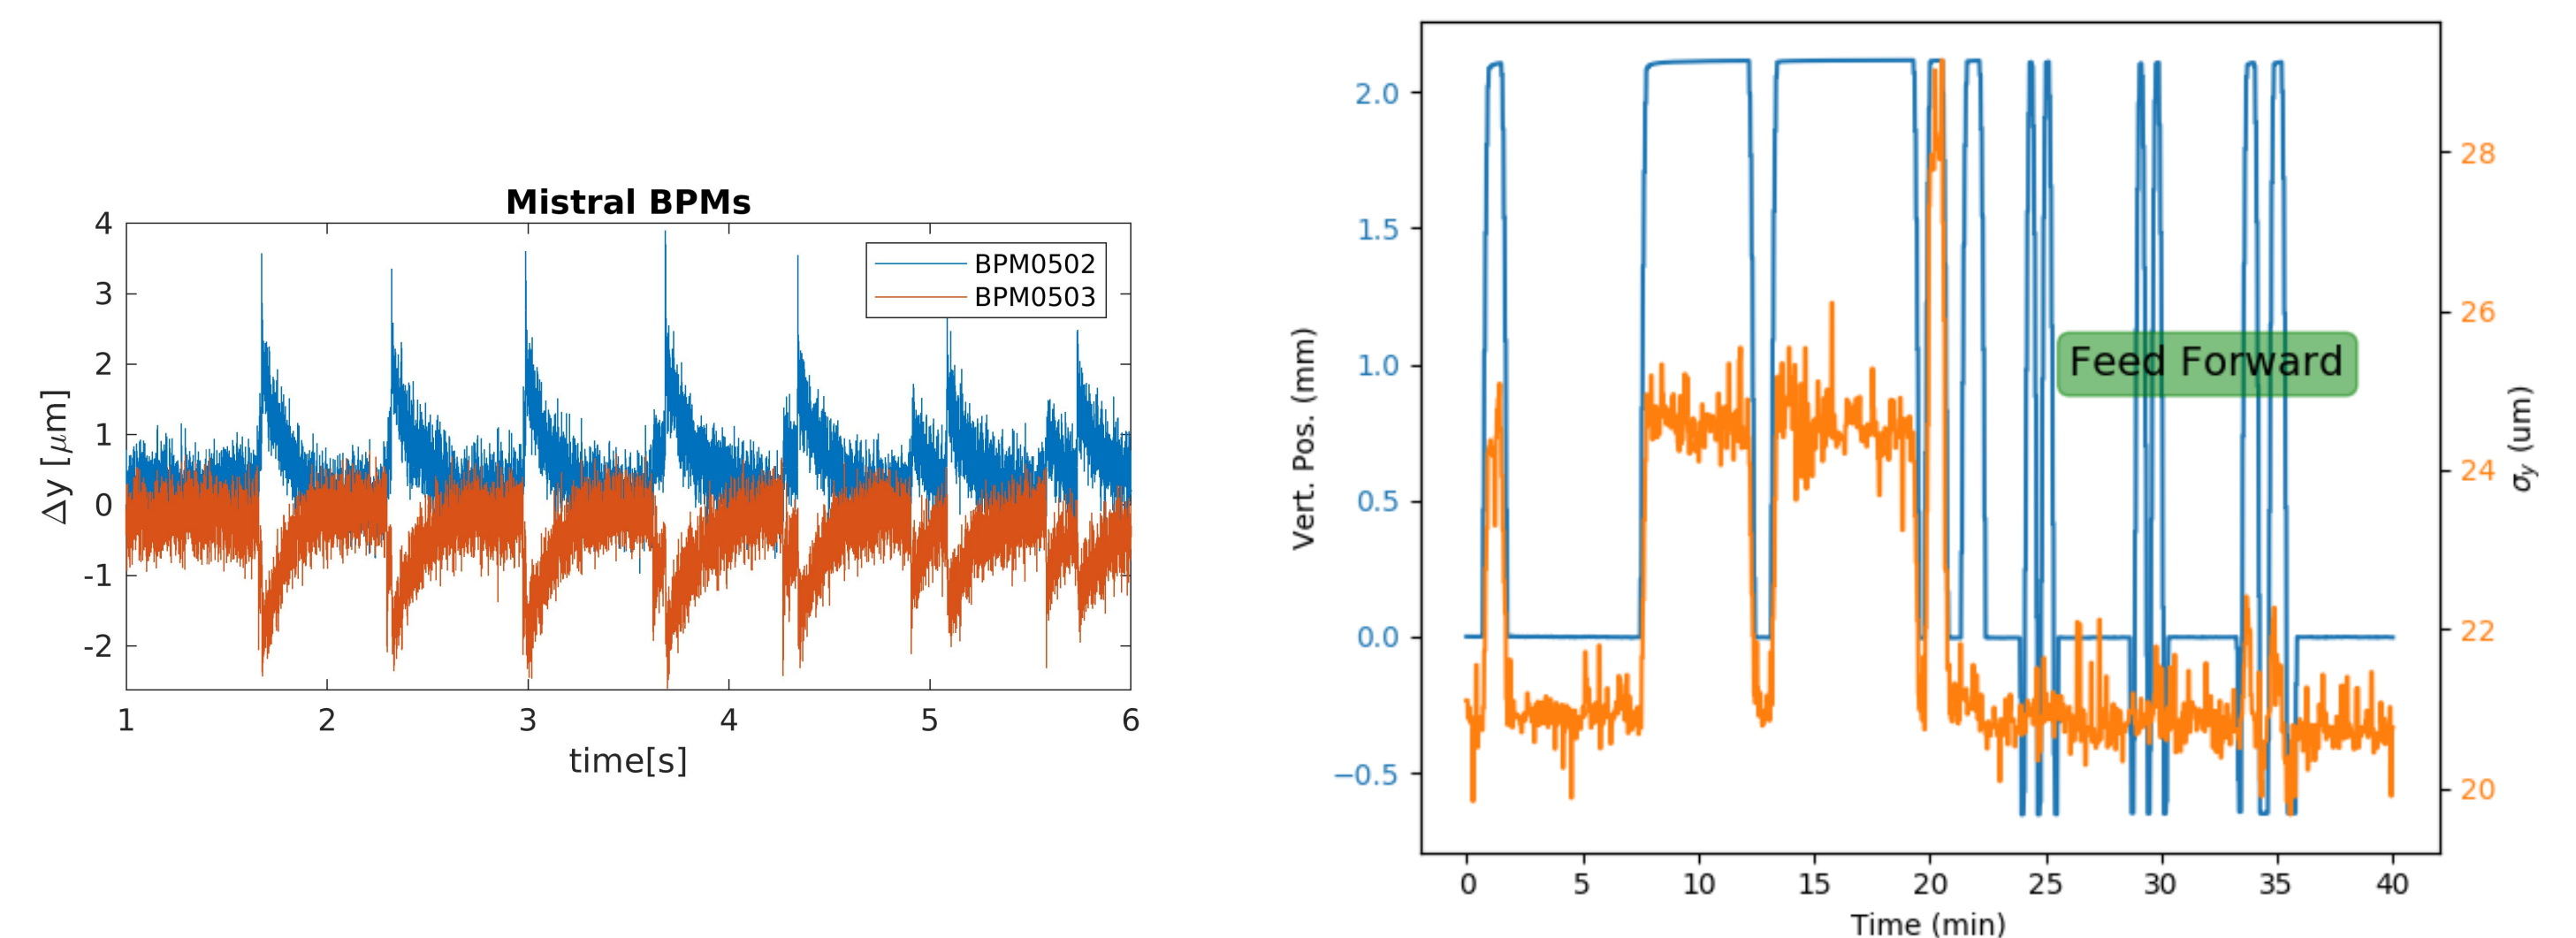 Mistral BPMs
4
3
2
1
0
-1
-2
Δy [μm]
BPM0502
BPM0503
1 2 3 4 5 6
time[s]
2.0
1.5
1.0
0.5
0.0
−0.5
Vert. Pos. (mm)
Feed Forward
28
26
24
22
20
σy (um)
0 5 10 15 20 25 30 35 40
Time (min)